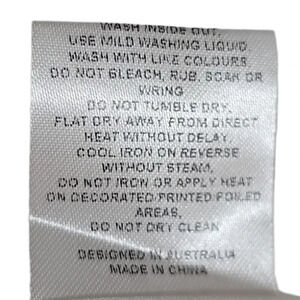 WASH INSIDE OUT,
USE MILD WASHING LIQUID.
WASH WITH LIKE COLOURS.
DO NOT BLEACH, RUB, SOAK OR
WRING
DO NOT TUMBLE DRY.
FLAT DRY AWAY FROM DIRECT
HEAT WITHOUT DELAY
COOL IRON ON REVERSE
WITHOUT STEAM.
DO NOT IRON OR APPLY HEAT
ON DECORATED/PRINTED FOILED
AREAS.
DO NOT DRY CLEAN
DESIGNED IN AUSTRALIA
MADE IN CHINA